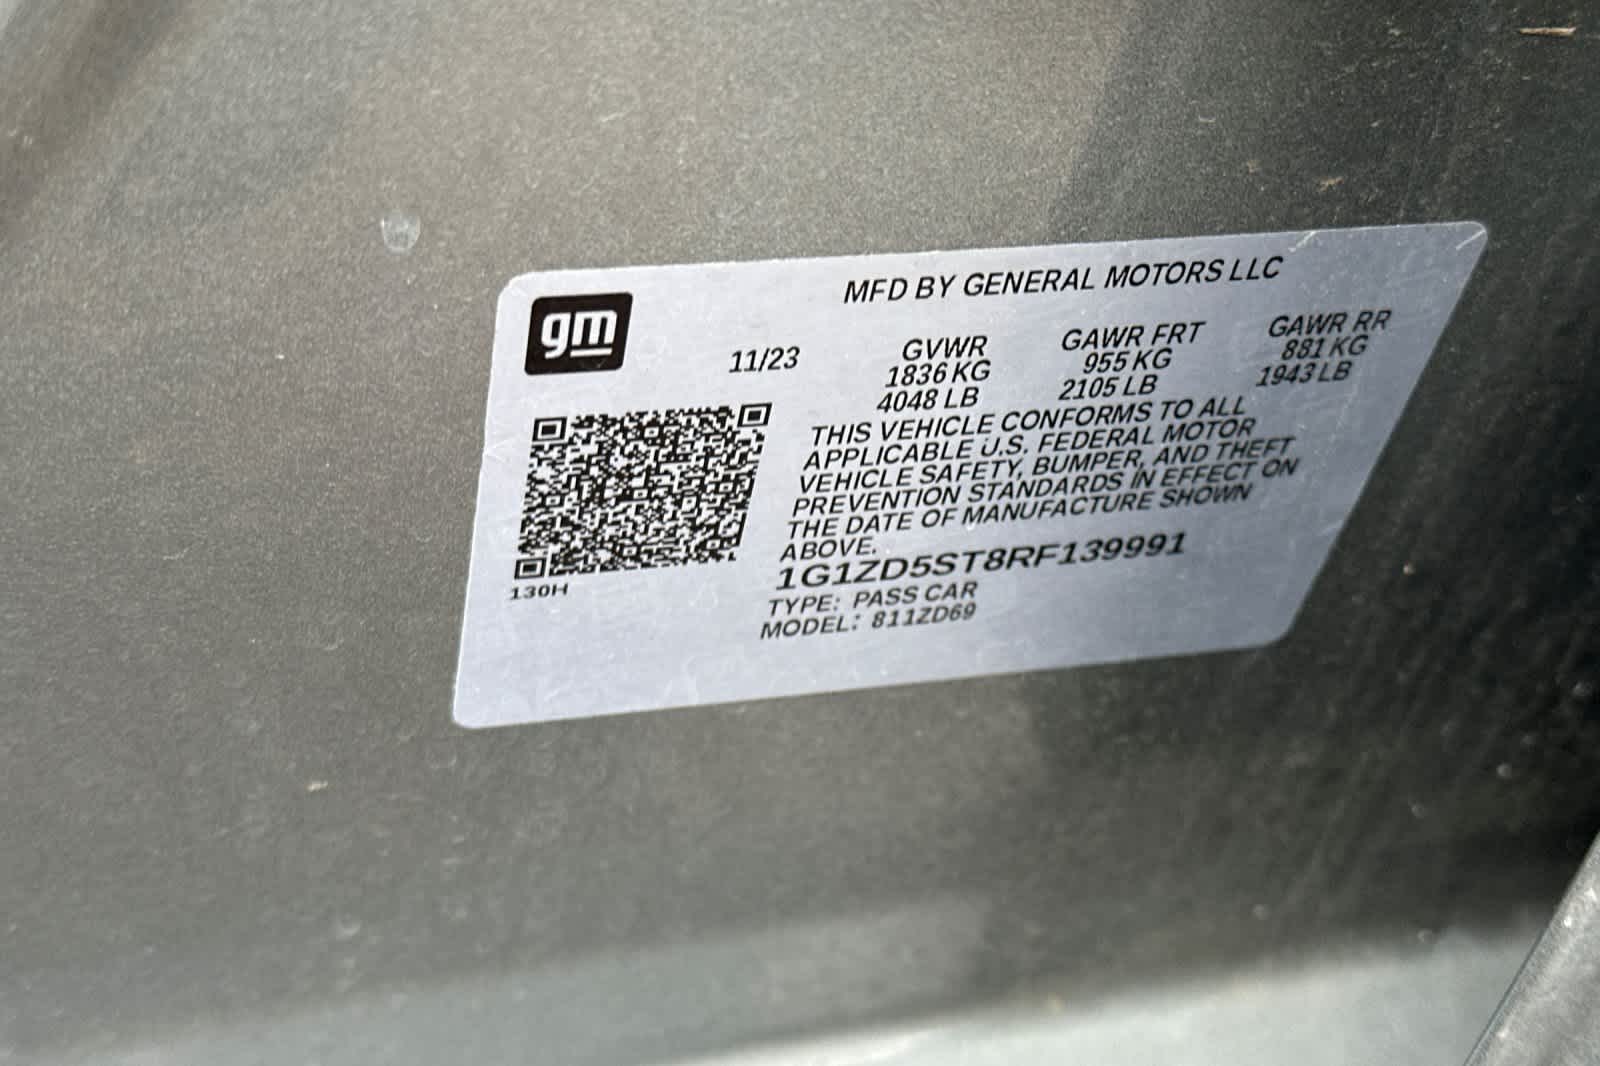 gm
MFD BY GENERAL MOTORS LLC
11/23
GVWR
1836 KG
4048 LB
GAWR FRT
955 KG
2105 LB
GAWR RR
881 KG
1943 LB
THIS VEHICLE CONFORMS TO ALL
APPLICABLE U.S. FEDERAL MOTOR
VEHICLE SAFETY, BUMPER, AND THEFT
PREVENTION STANDARDS IN EFFECT ON
THE DATE OF MANUFACTURE SHOWN
ABOVE.
1G1ZD5ST8RF139991
TYPE: PASS CAR
MODEL: 811ZD69
130H